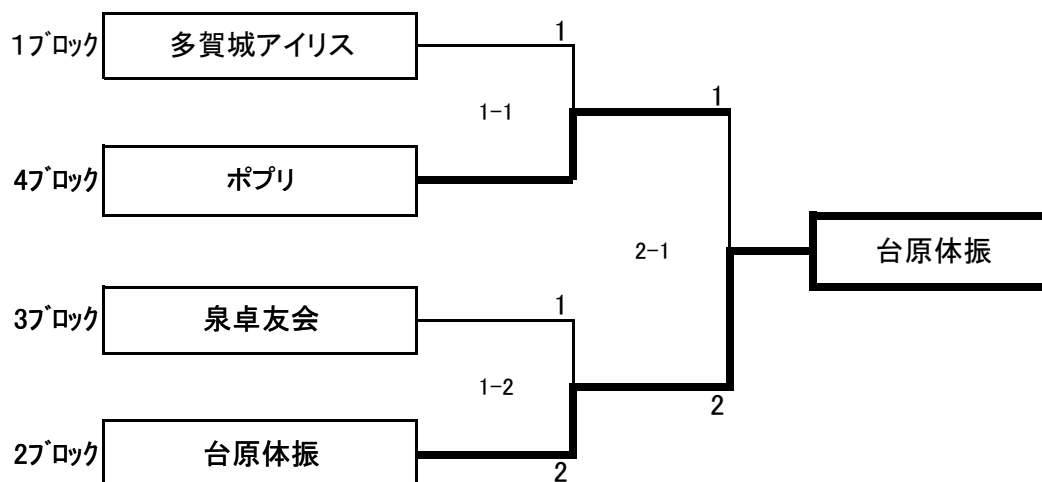 1ブロック 多賀城アイリス 1
1-1 1
4ブロック ポプリ
2-1 台原体振
3ブロック 泉卓友会 1
1-2 2
2ブロック 台原体振 2